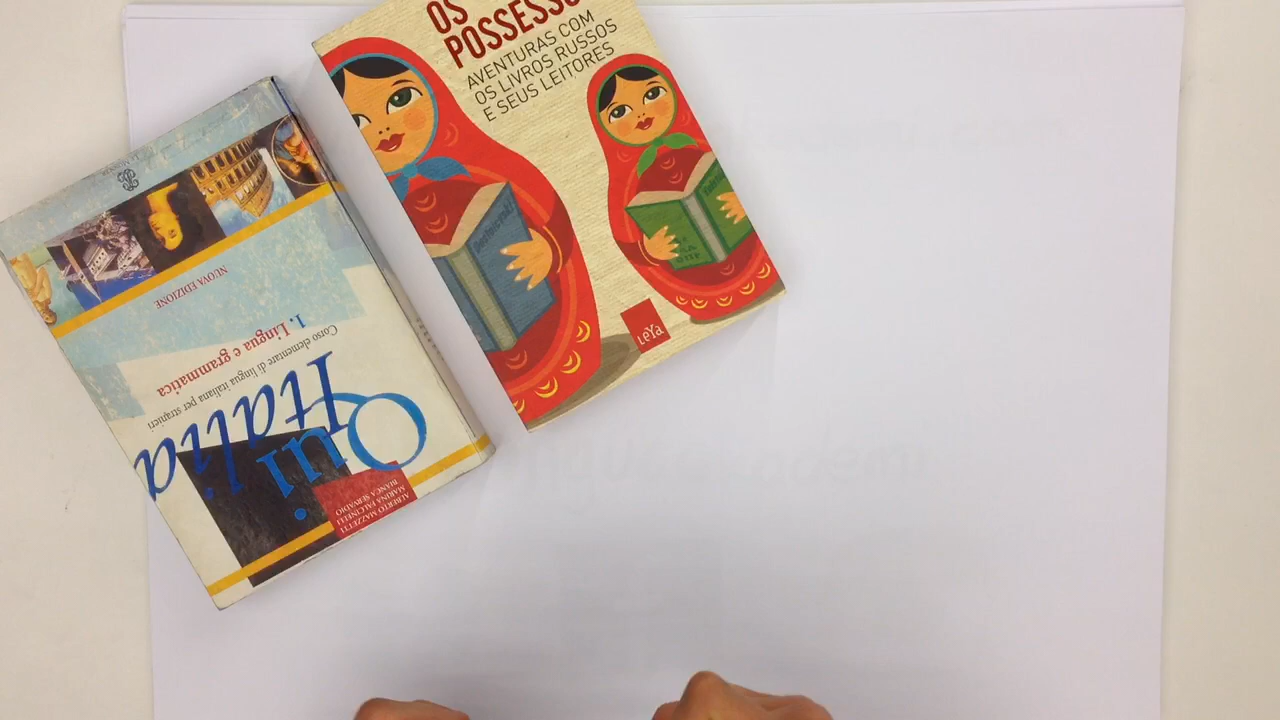 OS
POSSESSO
AVENTURAS COM
OS LIVROS RUSSOS
E SEUS LEITORES
LeYa
Qui
Italia
Corso elementare di lingua italiana per stranieri
1. Lingua e grammatica
NUOVA EDIZIONE
ALBERTO MAZZETTI
MARINA FALCINELLI
BIANCA SERVADIO